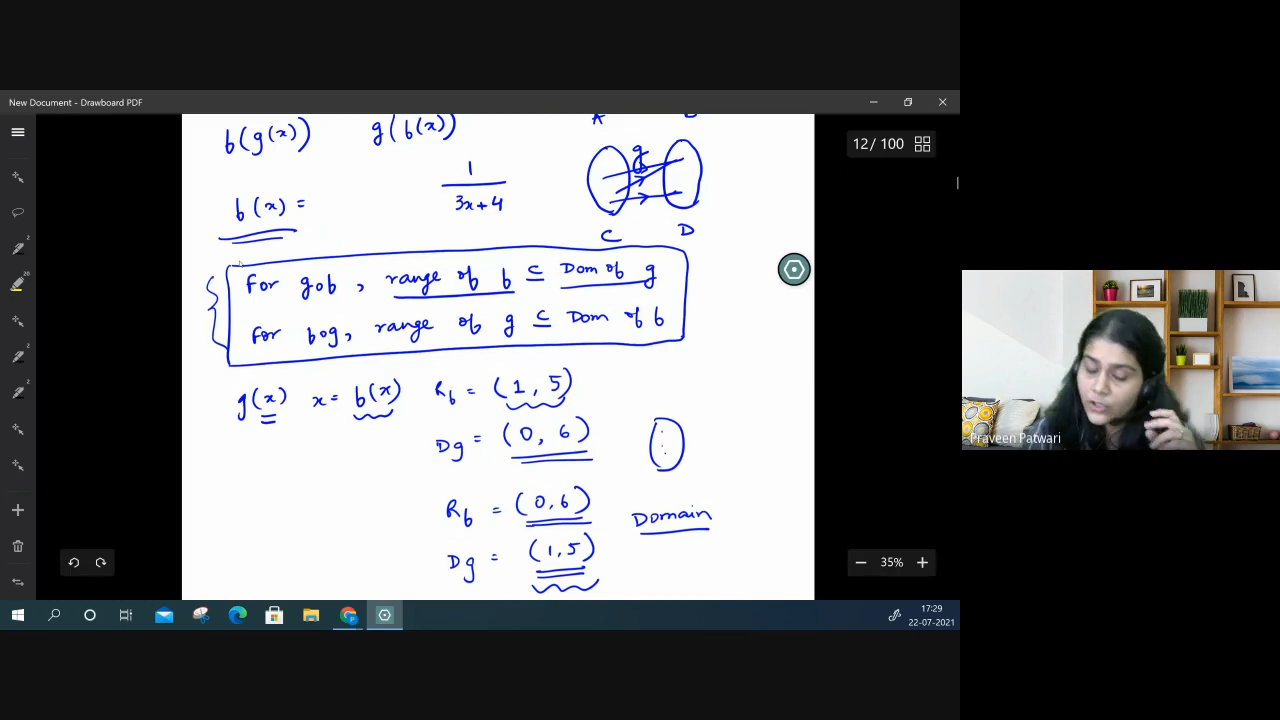 New Document - Drawboard PDF
b(g(x)) g(b(x))
12 / 100
b(x) =
1
3x+4
g
C D
For gob, range of b ⊆ Dom of g
For bog, range of g ⊆ Dom of b
g(x) x = b(x) Rb = (1, 5)
Dg = (0, 6)
Praveen Patwari
Rb = (0,6) Domain
Dg = (1,5)
35%
17:29
22-07-2021